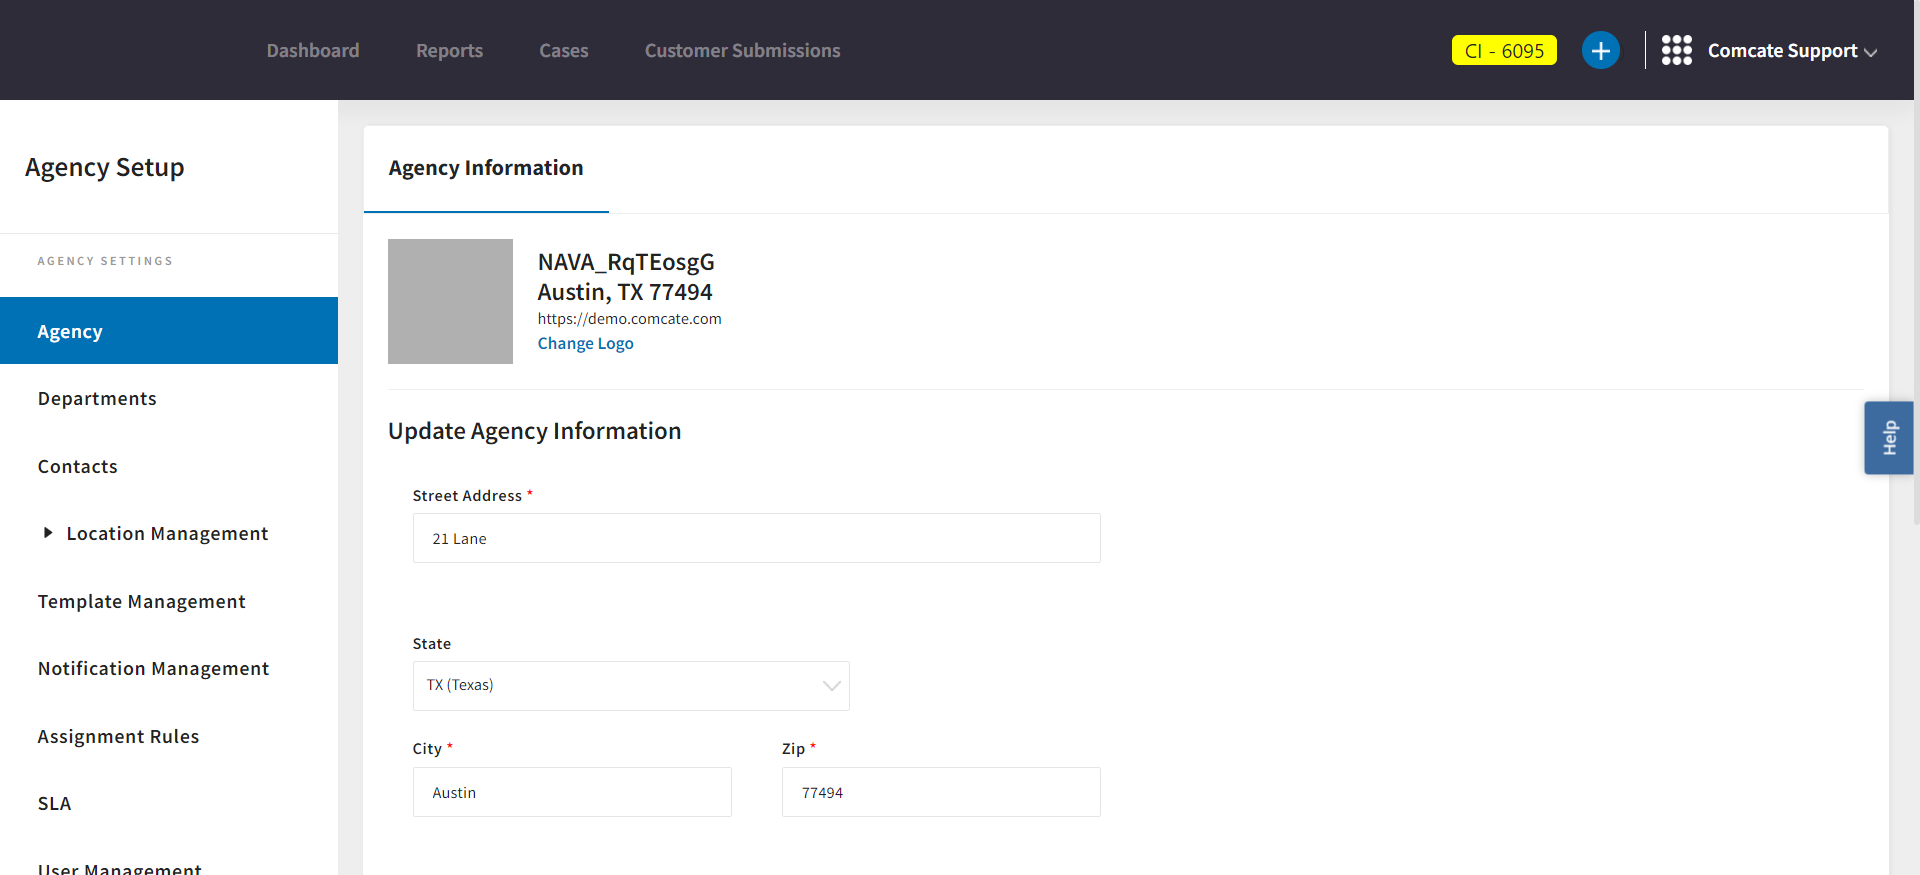 Dashboard
Reports
Cases
Customer Submissions
CI - 6095
Comcate Support
Agency Setup
AGENCY SETTINGS
Agency
Departments
Contacts
Location Management
Template Management
Notification Management
Assignment Rules
SLA
User Management
Agency Information
NAVA_RqTEosgG
Austin, TX 77494
https://demo.comcate.com
Change Logo
Update Agency Information
Street Address *
21 Lane
State
TX (Texas)
City *
Zip *
Austin
77494
Help